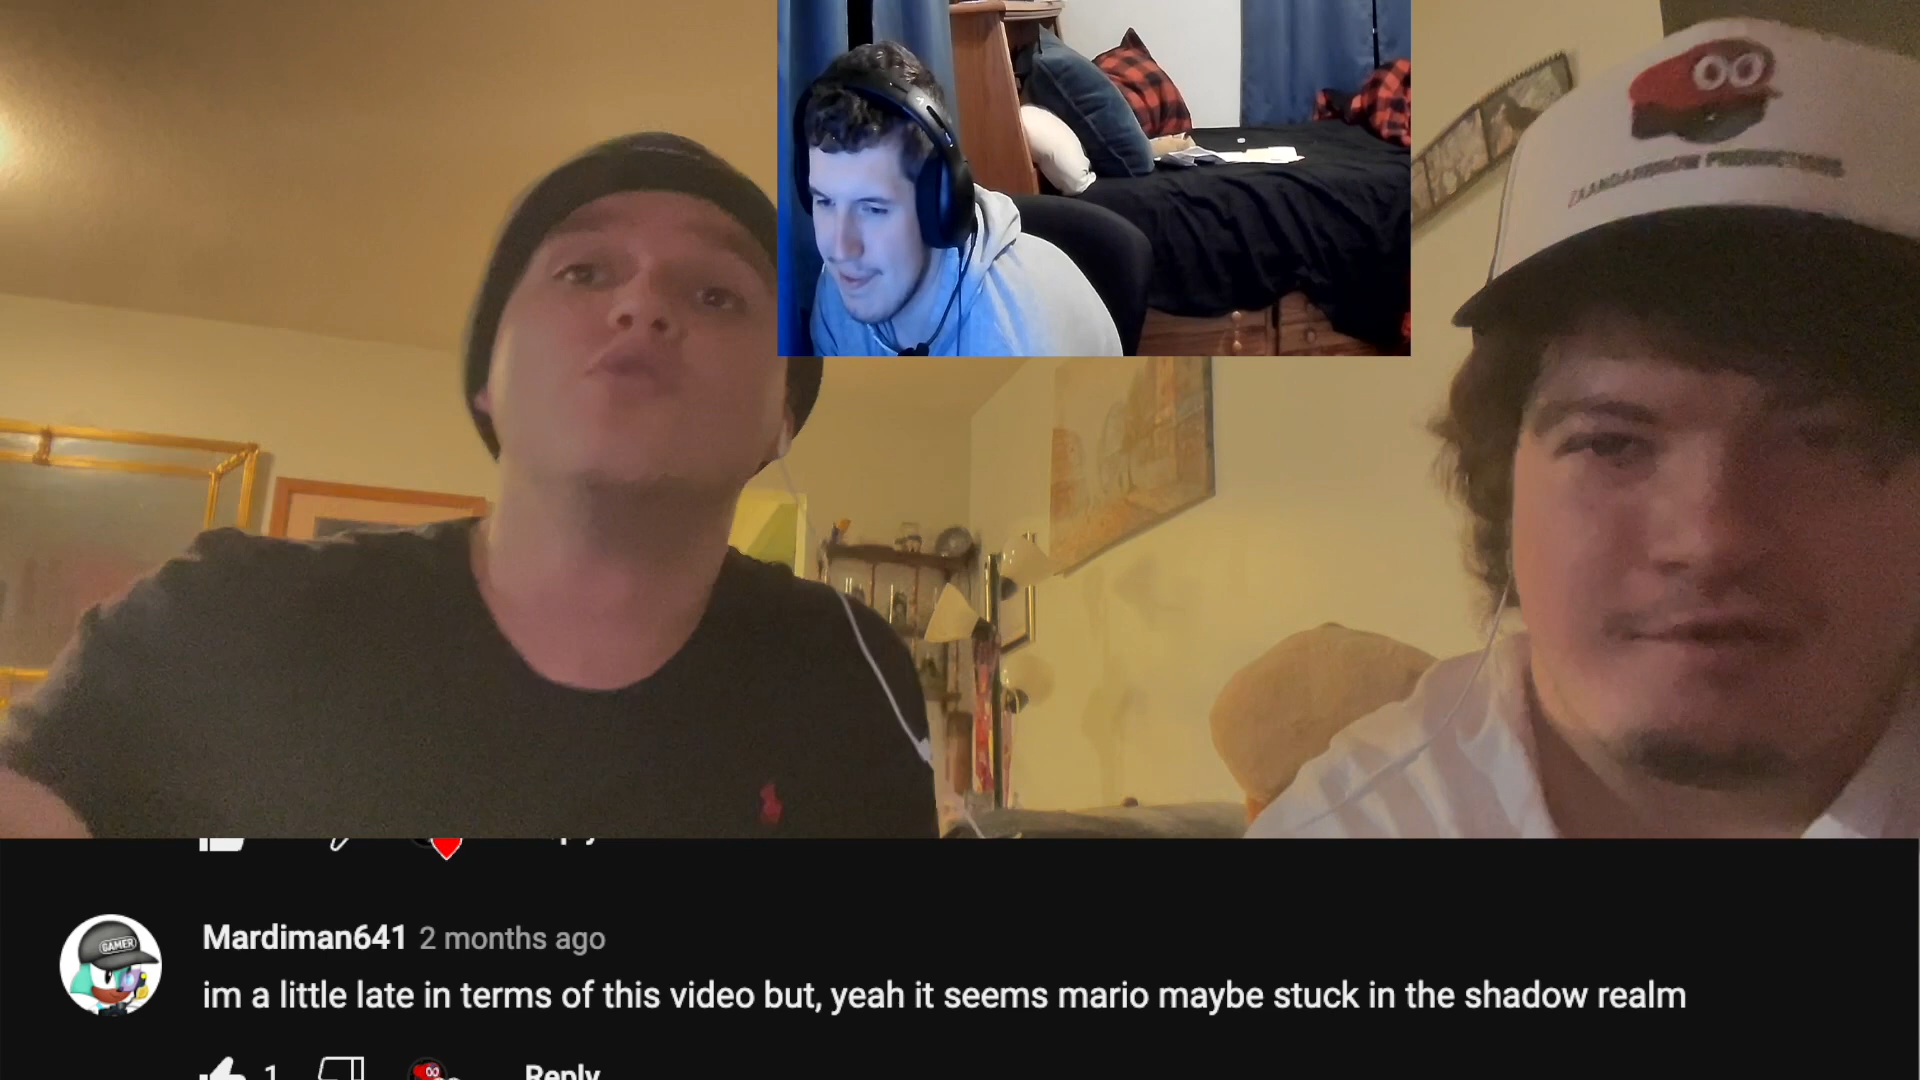 Mardiman641 2 months ago
GAMER
im a little late in terms of this video but, yeah it seems mario maybe stuck in the shadow realm
1
Reply